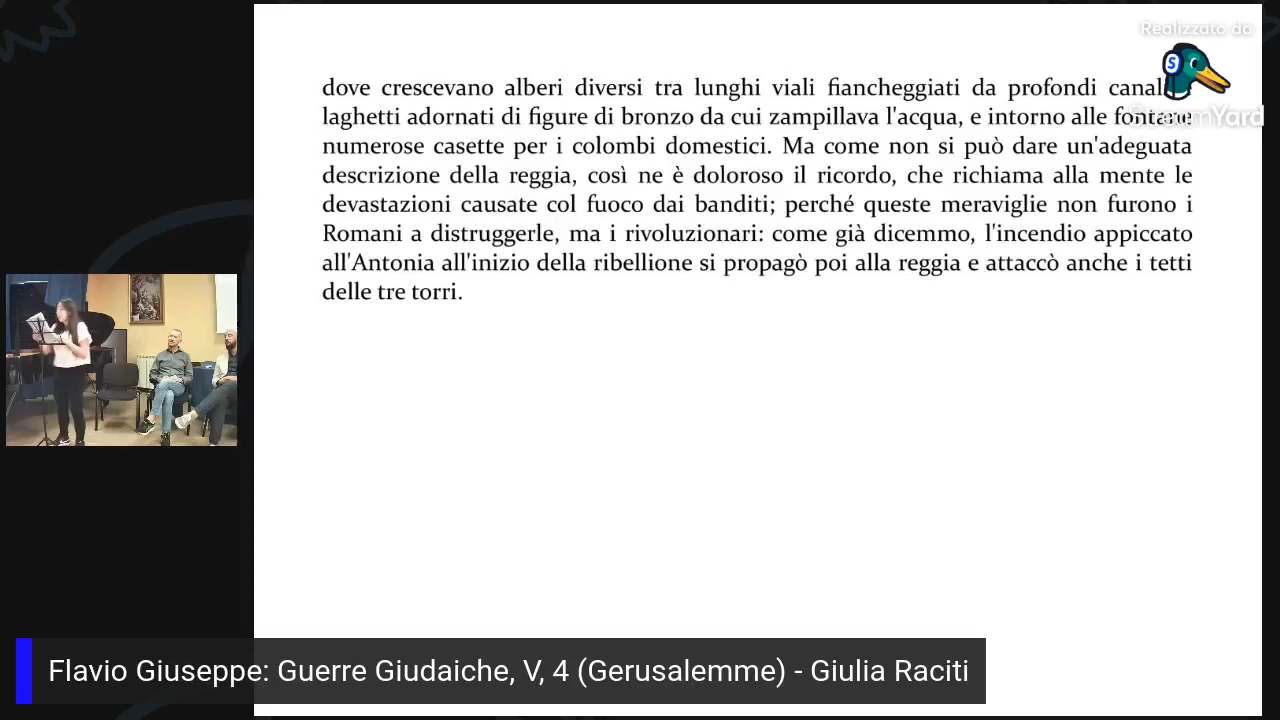 Realizzato da
StreamYard
dove crescevano alberi diversi tra lunghi viali fiancheggiati da profondi
laghetti adornati di figure di bronzo da cui zampillava l'acqua, e intorno alle fontane
numerose casette per i colombi domestici. Ma come non si può dare un'adeguata
descrizione della reggia, così ne è doloroso il ricordo, che richiama alla mente le
devastazioni causate col fuoco dai banditi; perché queste meraviglie non furono i
Romani a distruggerle, ma i rivoluzionari: come già dicemmo, l'incendio appiccato
all'Antonia all'inizio della ribellione si propagò poi alla reggia e attaccò anche i tetti
delle tre torri.
Flavio Giuseppe: Guerre Giudaiche, V, 4 (Gerusalemme) - Giulia Raciti